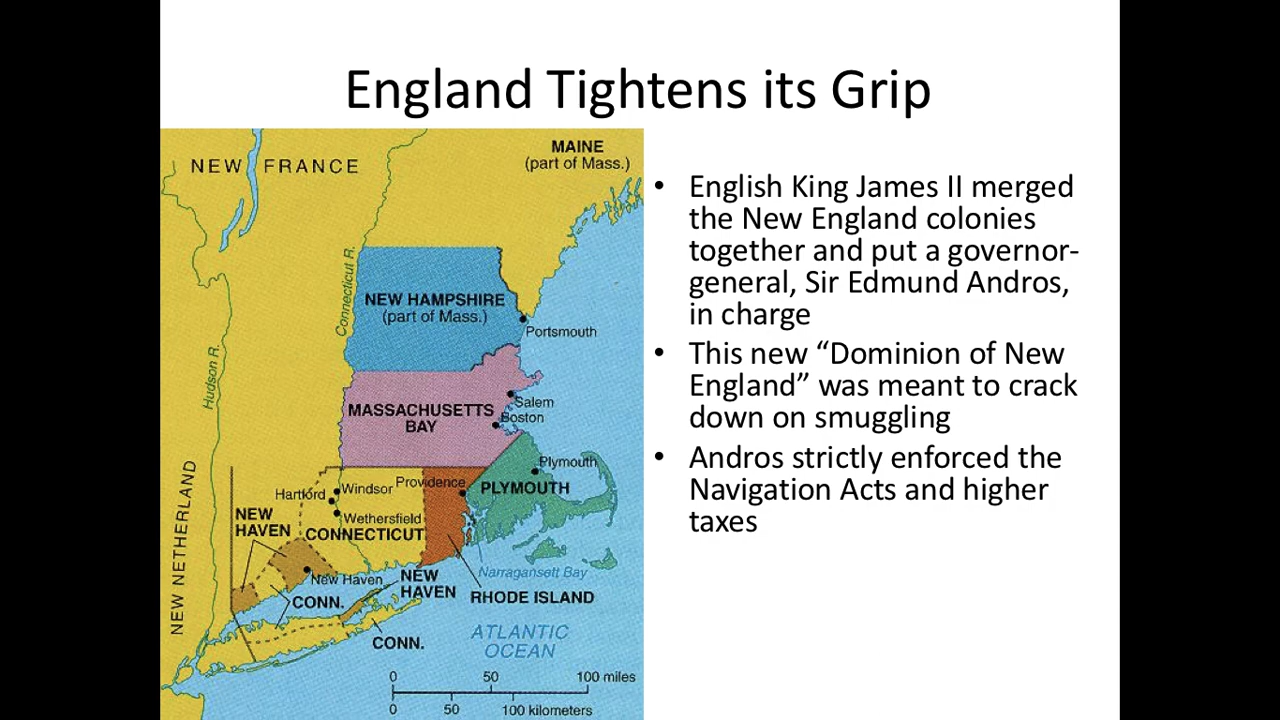 England Tightens its Grip
NEW FRANCE
MAINE
(part of Mass.)
Connecticut R.
NEW HAMPSHIRE
(part of Mass.)
Portsmouth
Hudson R.
MASSACHUSETTS
BAY
Salem
Boston
NEW NETHERLAND
Hartford
Windsor
Wethersfield
Providence
Plymouth
PLYMOUTH
NEW
HAVEN
CONNECTICUT
New Haven
NEW
HAVEN
CONN.
Narragansett Bay
RHODE ISLAND
CONN.
ATLANTIC
OCEAN
0 50 100 miles
0 50 100 kilometers
• English King James II merged
the New England colonies
together and put a governor-
general, Sir Edmund Andros,
in charge
• This new “Dominion of New
England” was meant to crack
down on smuggling
• Andros strictly enforced the
Navigation Acts and higher
taxes